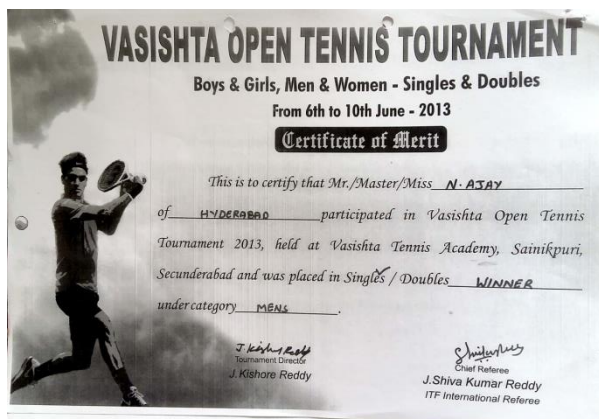 VASISHTA OPEN TENNIS TOURNAMENT
Boys & Girls, Men & Women - Singles & Doubles
From 6th to 10th June - 2013
Certificate of Merit
This is to certify that Mr./Master/Miss N. AJAY
of HYDERABAD participated in Vasishta Open Tennis
Tournament 2013, held at Vasishta Tennis Academy, Sainikpuri,
Secunderabad and was placed in Singles / Doubles WINNER
under category MENS.
J. Kishore Reddy
Tournament Director
Chief Referee
J. Kishore Reddy
J.Shiva Kumar Reddy
ITF International Referee